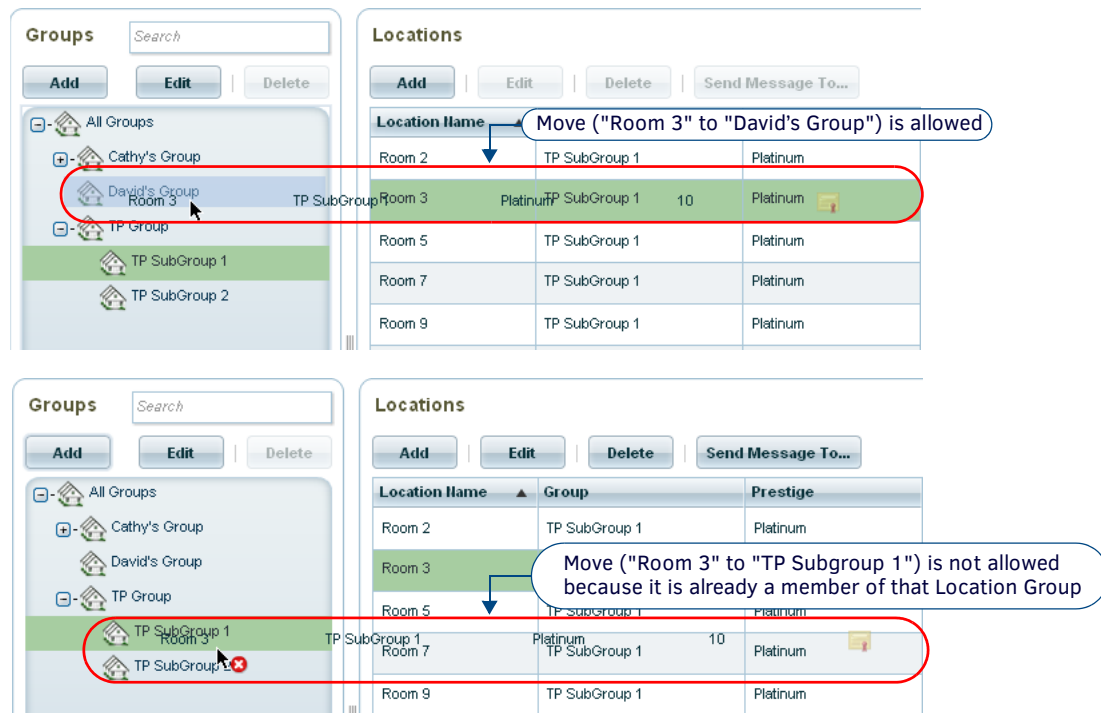 Groups
Search
Add
Edit
Delete
All Groups
Cathy's Group
David's Group
TP Group
TP SubGroup 1
TP SubGroup 2
Locations
Add
Edit
Delete
Send Message To...
Location Name
Move ("Room 3" to "David's Group") is allowed
Room 2 TP SubGroup 1 Platinum
Room 3 TP SubGroup 1 Platinum 10
Room 3 TP SubGroup 1 Platinum
Room 5 TP SubGroup 1 Platinum
Room 7 TP SubGroup 1 Platinum
Room 9 TP SubGroup 1 Platinum
Groups
Search
Add
Edit
Delete
All Groups
Cathy's Group
David's Group
TP Group
TP SubGroup 1
TP SubGroup
Locations
Add
Edit
Delete
Send Message To...
Location Name Group Prestige
Room 2 TP SubGroup 1 Platinum
Room 3
Move ("Room 3" to "TP Subgroup 1") is not allowed
because it is already a member of that Location Group
Room 5 TP SubGroup 1 Platinum
Room 3 TP SubGroup 1 Platinum 10
Room 7 TP SubGroup 1 Platinum
Room 9 TP SubGroup 1 Platinum